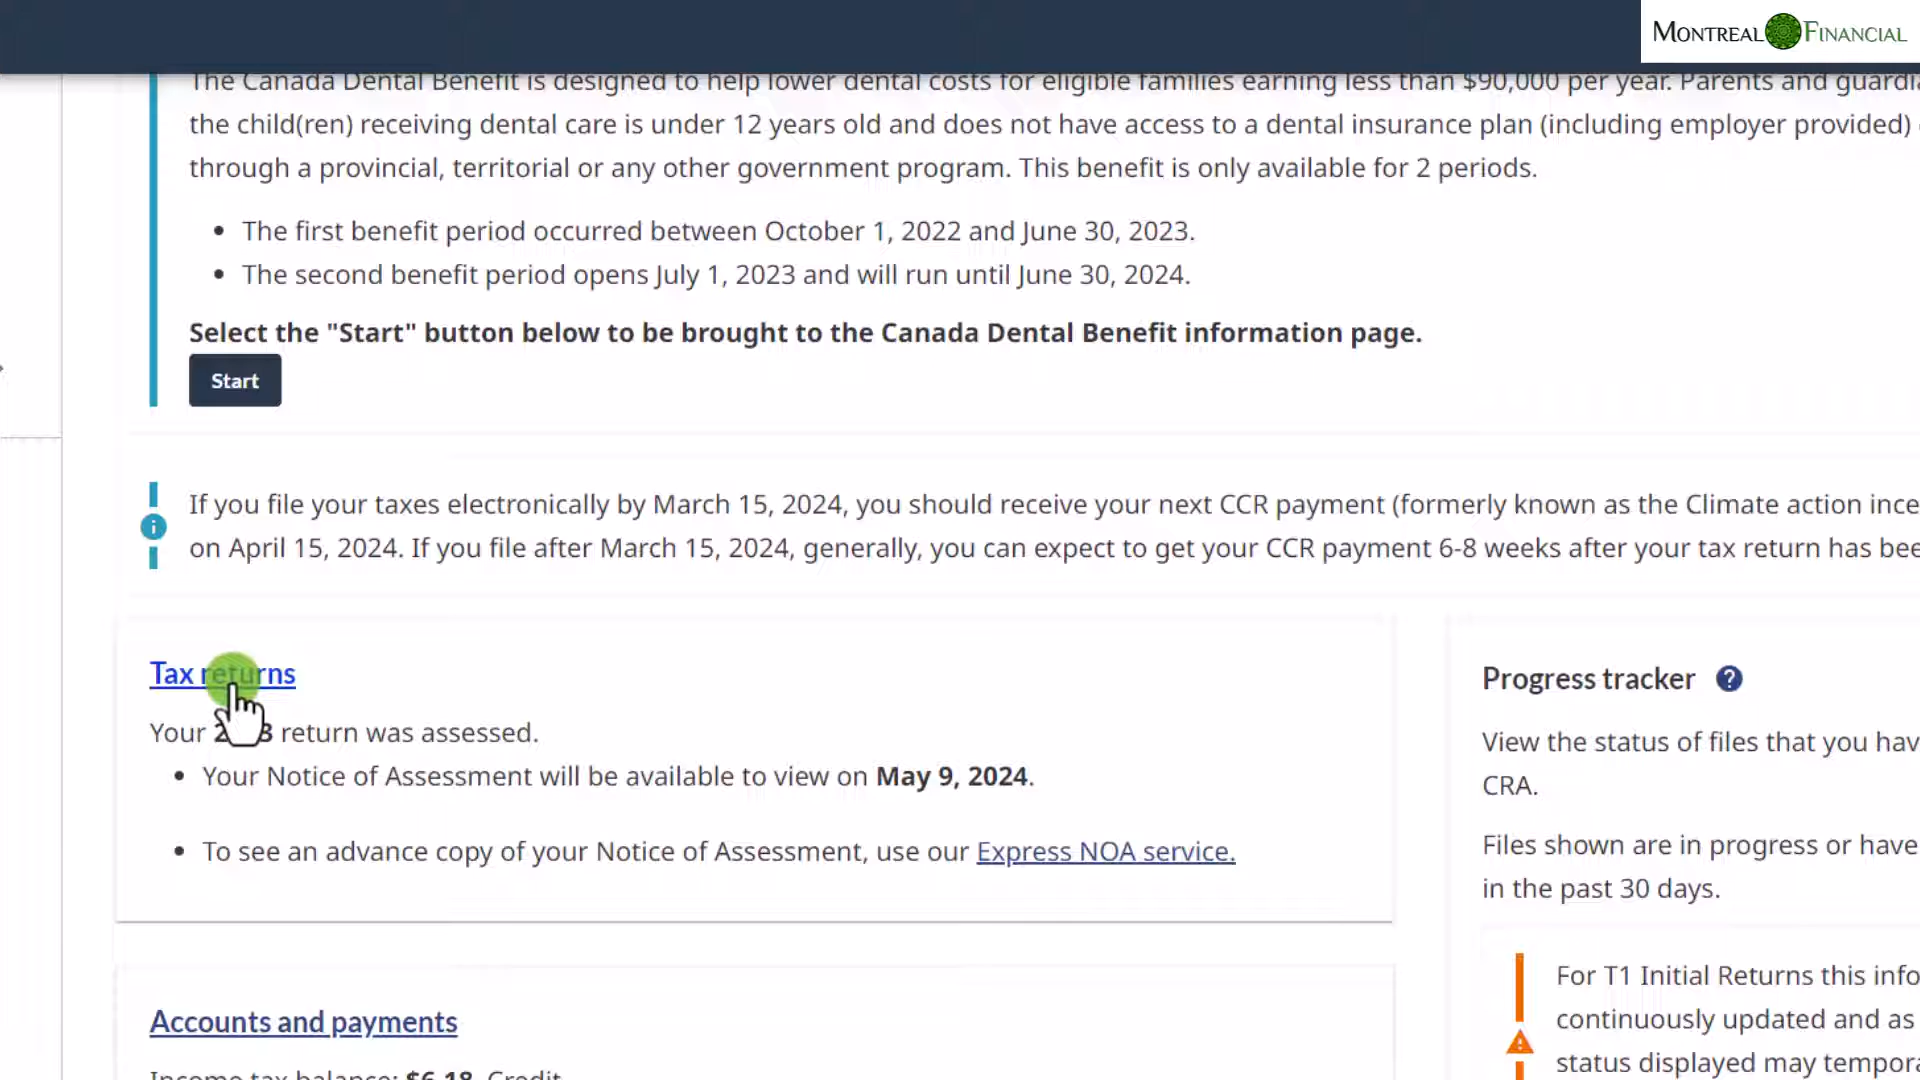 MONTREAL FINANCIAL
The Canada Dental Benefit is designed to help lower dental costs for eligible families earning less than $90,000 per year. Parents and
the child(ren) receiving dental care is under 12 years old and does not have access to a dental insurance plan (including employer provided)
through a provincial, territorial or any other government program. This benefit is only available for 2 periods.
• The first benefit period occurred between October 1, 2022 and June 30, 2023.
• The second benefit period opens July 1, 2023 and will run until June 30, 2024.
Select the "Start" button below to be brought to the Canada Dental Benefit information page.
Start
If you file your taxes electronically by March 15, 2024, you should receive your next CCR payment (formerly known as the Climate action
on April 15, 2024. If you file after March 15, 2024, generally, you can expect to get your CCR payment 6-8 weeks after your tax return has
Tax returns
Your return was assessed.
• Your Notice of Assessment will be available to view on May 9, 2024.
• To see an advance copy of your Notice of Assessment, use our Express NOA service.
Accounts and payments
Income tax balance: $6.18 Credit
Progress tracker ?
View the status of files that you
CRA.
Files shown are in progress or have
in the past 30 days.
For T1 Initial Returns this
continuously updated and as
status displayed may